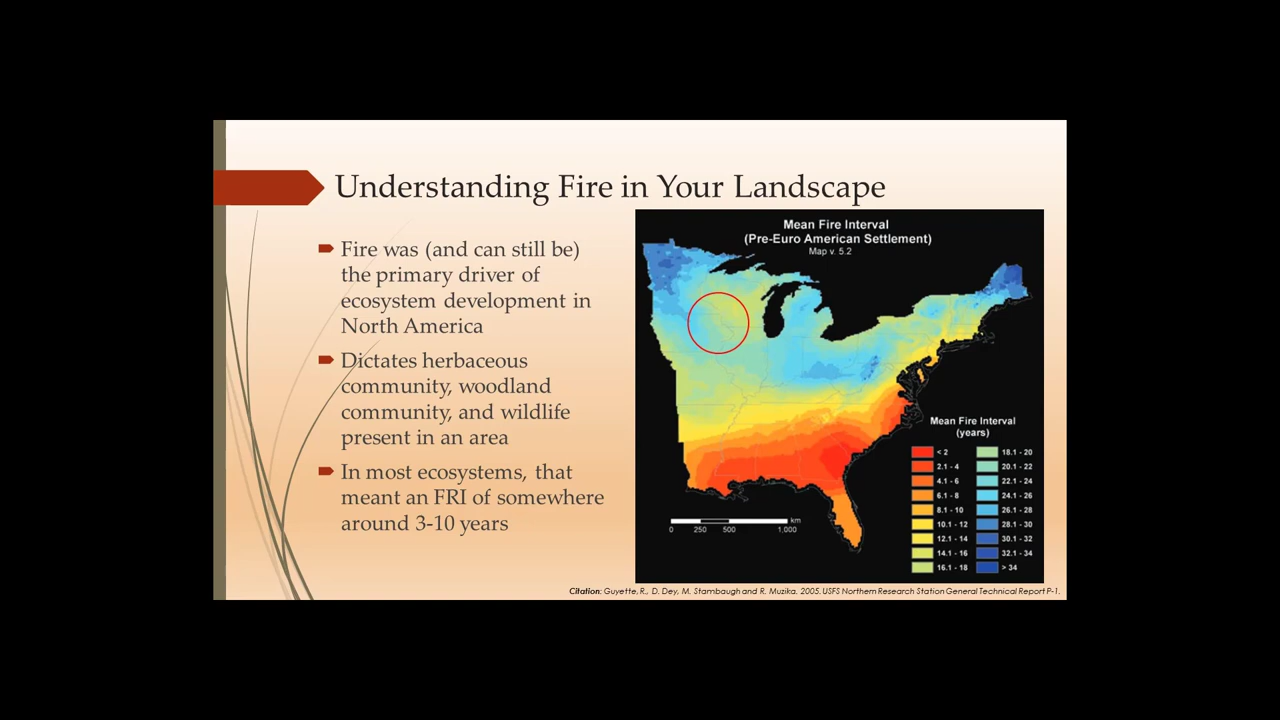 Understanding Fire in Your Landscape
Fire was (and can still be)
the primary driver of
ecosystem development in
North America
Dictates herbaceous
community, woodland
community, and wildlife
present in an area
In most ecosystems, that
meant an FRI of somewhere
around 3-10 years
Mean Fire Interval
(Pre-Euro American Settlement)
Map v. 5.2
Mean Fire Interval
(years)
< 2
2.1 - 4
4.1 - 6
6.1 - 8
8.1 - 10
10.1 - 12
12.1 - 14
14.1 - 16
16.1 - 18
18.1 - 20
20.1 - 22
22.1 - 24
24.1 - 26
26.1 - 28
28.1 - 30
30.1 - 32
32.1 - 34
> 34
km
0 250 500 1,000
Citation: Guyette, R., D. Dey, M. Stambaugh and R. Muzika. 2005. USFS Northern Research Station General Technical Report P-1.